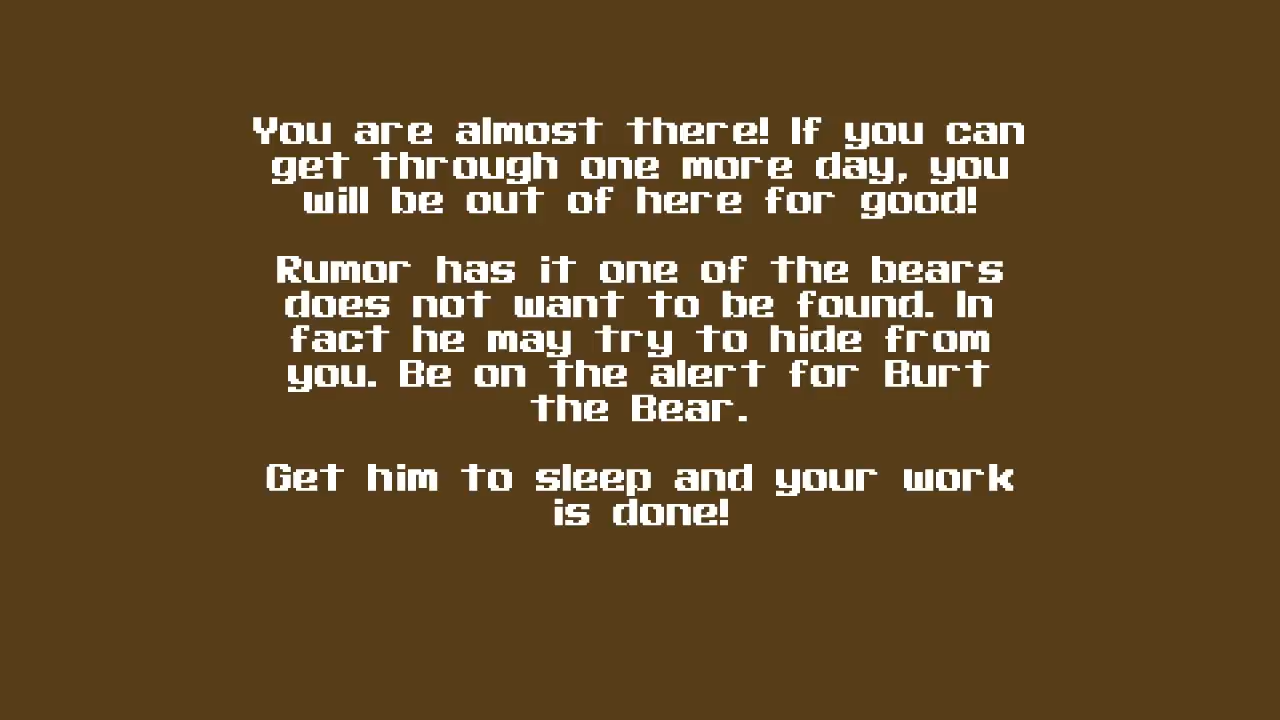 You are almost there! If you can
get through one more day, you
will be out of here for good!
Rumor has it one of the bears
does not want to be found. In
fact he may try to hide from
you. Be on the alert for Burt
the Bear.
Get him to sleep and your work
is done!